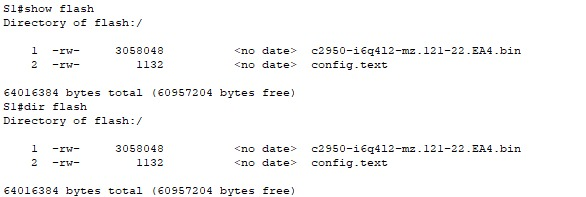 S1#show flash
Directory of flash:/
1 -rw- 3058048 <no date> c2950-i6q4l2-mz.121-22.EA4.bin
2 -rw- 1132 <no date> config.text
64016384 bytes total (60957204 bytes free)
S1#dir flash
Directory of flash:/
1 -rw- 3058048 <no date> c2950-i6q4l2-mz.121-22.EA4.bin
2 -rw- 1132 <no date> config.text
64016384 bytes total (60957204 bytes free)